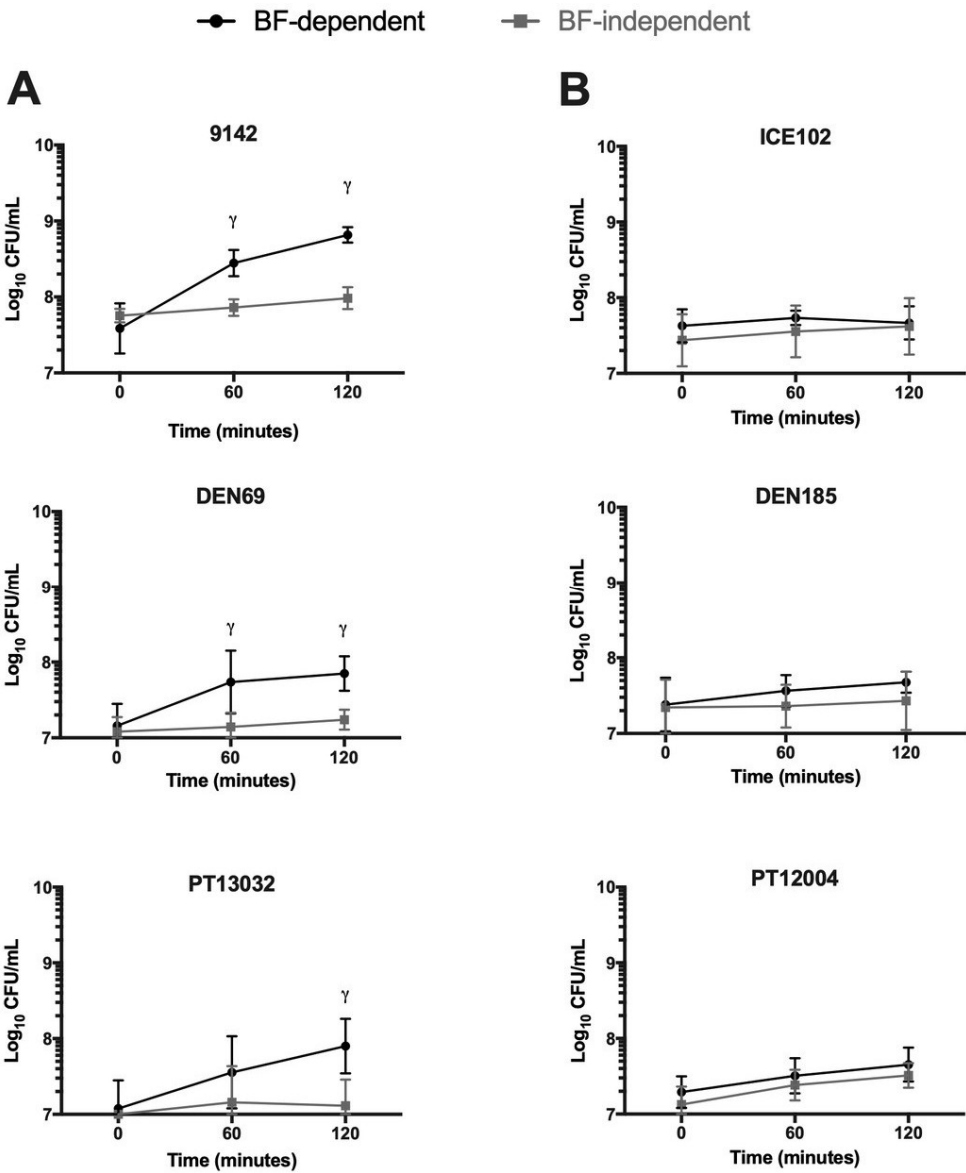 BF-dependent BF-independent
A
9142
10
9
8
7
Log10 CFU/mL
γ γ
0 60 120
Time (minutes)
B
ICE102
10
9
8
7
Log10 CFU/mL
0 60 120
Time (minutes)
DEN69
10
9
8
7
Log10 CFU/mL
γ γ
0 60 120
Time (minutes)
DEN185
10
9
8
7
Log10 CFU/mL
0 60 120
Time (minutes)
PT13032
10
9
8
7
Log10 CFU/mL
γ
0 60 120
Time (minutes)
PT12004
10
9
8
7
Log10 CFU/mL
0 60 120
Time (minutes)